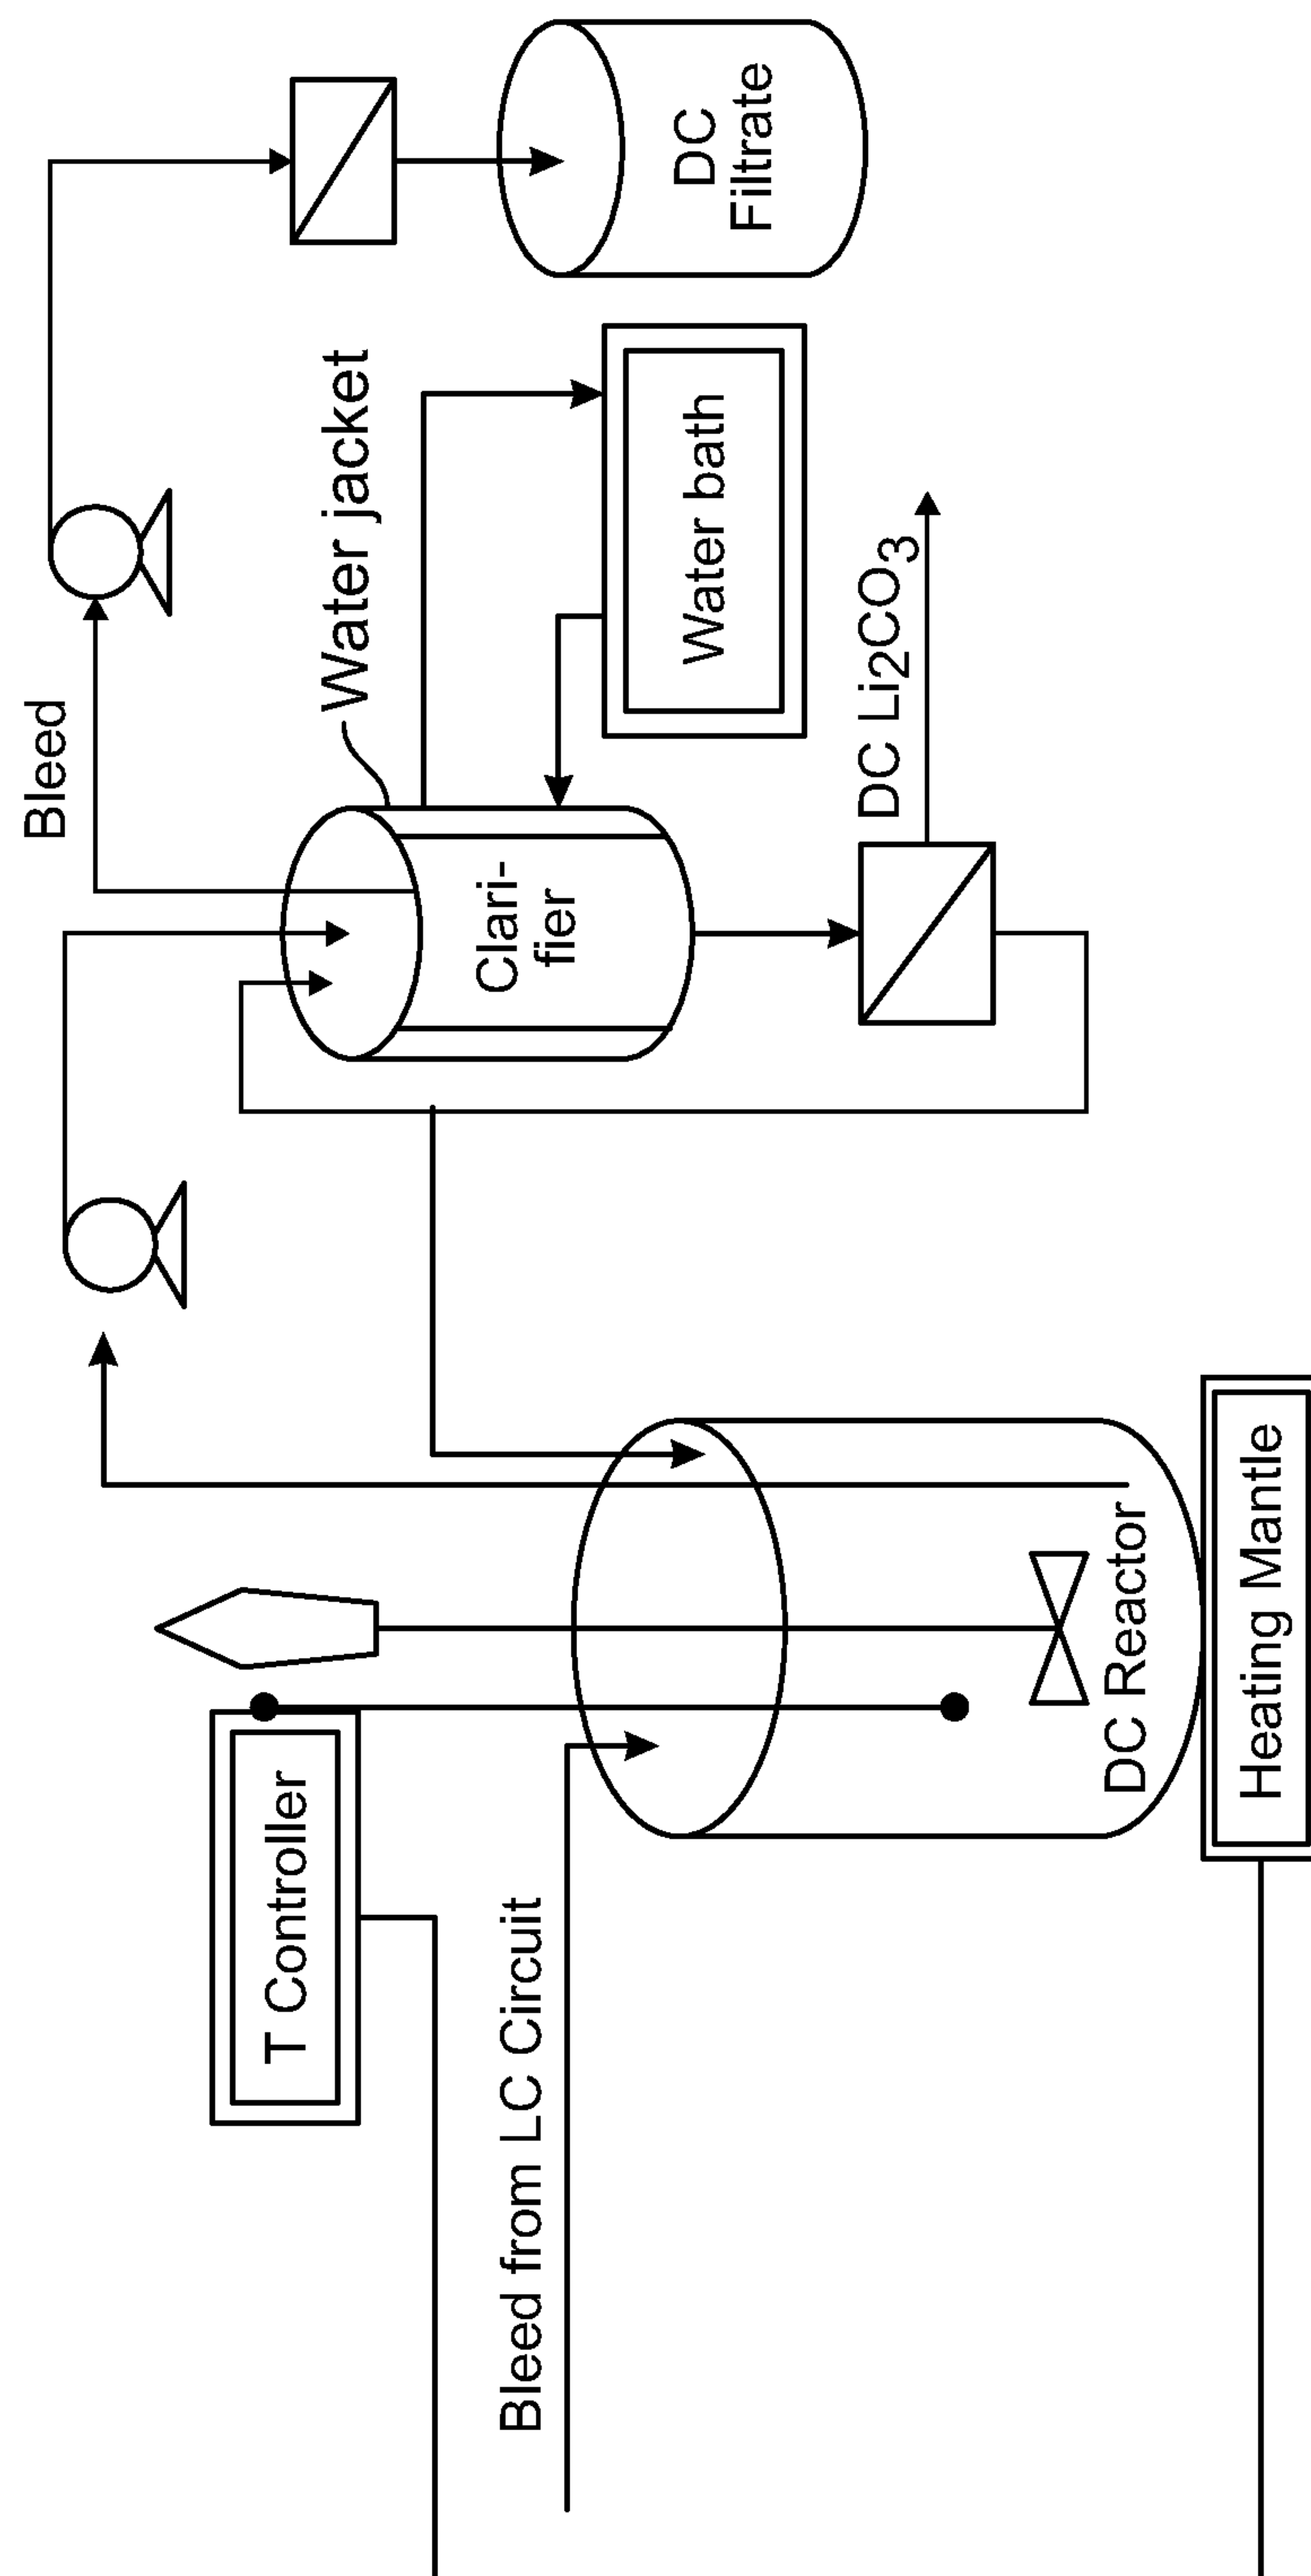 T Controller
Bleed from LC Circuit
DC Reactor
Heating Mantle
Bleed
Water jacket
Clari-
fier
Water bath
DC Li2CO3
DC
Filtrate